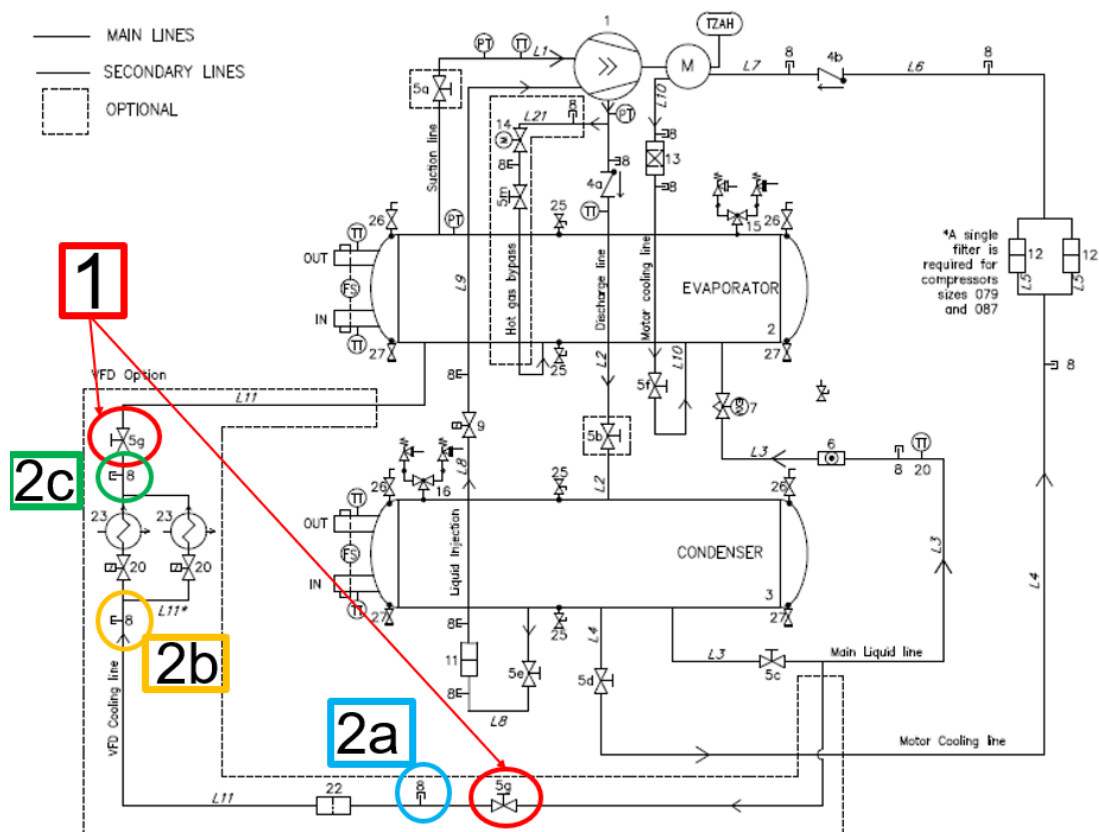 MAIN LINES
SECONDARY LINES
OPTIONAL
1
TZAH
PT
TT
L1
M
L7
8
4b
L6
8
5a
Suction line
L10
L21
8
PT
14
M
8
5m
8
13
8
8
4a
TT
26
PT
25
15
26
*A single
filter is
required for
compressors
sizes 079
and 087
12
12
L5
L5
TT
OUT
FS
IN
TT
L9
Hot gas bypass
Discharge line
Motor cooling line
EVAPORATOR
2
27
25
27
8
1
VFD Option
L11
8
L2
5f
L10
7
5g
9
L8
5b
L3
6
8
TT
20
2c
8
26
16
25
L2
26
23
23
TT
OUT
FS
IN
TT
Liquid Injection
CONDENSER
3
L3
L4
20
20
L11*
8
27
8
25
L4
27
2b
11
8
5e
5d
L3
5c
Main Liquid line
L8
VFD Cooling line
2a
Motor Cooling line
L11
22
8
5g